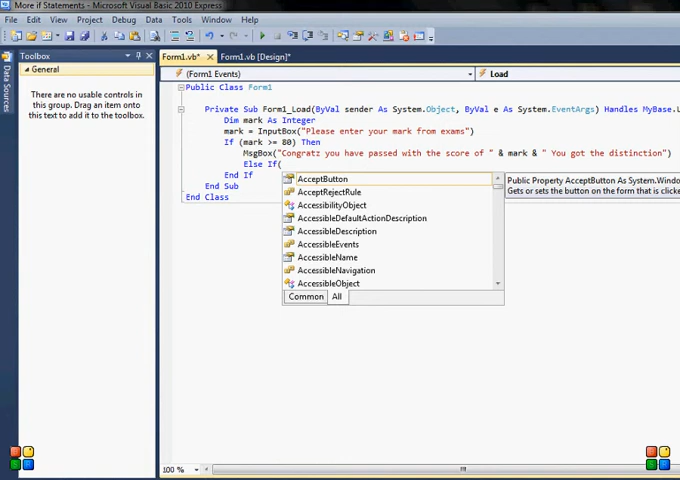 More if Statements - Microsoft Visual Basic 2010 Express
File Edit View Project Debug Data Tools Window Help
Toolbox
Form1.vb*
Form1.vb [Design]*
General
(Form1 Events)
Load
Data Sources
There are no usable controls in
this group. Drag an item onto
this text to add it to the toolbox.
Public Class Form1
Private Sub Form1_Load(ByVal sender As System.Object, ByVal e As System.EventArgs) Handles MyBase.
Dim mark As Integer
mark = InputBox("Please enter your mark from exams")
If (mark >= 80) Then
MsgBox("Congratz you have passed with the score of " & mark & " You got the distinction")
Else If(
End If
End Sub
End Class
AcceptButton
AcceptRejectRule
AccessibilityObject
AccessibleDefaultActionDescription
AccessibleDescription
AccessibleEvents
AccessibleName
AccessibleNavigation
AccessibleObject
Common All
Public Property AcceptButton As System.Windo
Gets or sets the button on the form that is clicke
100 %